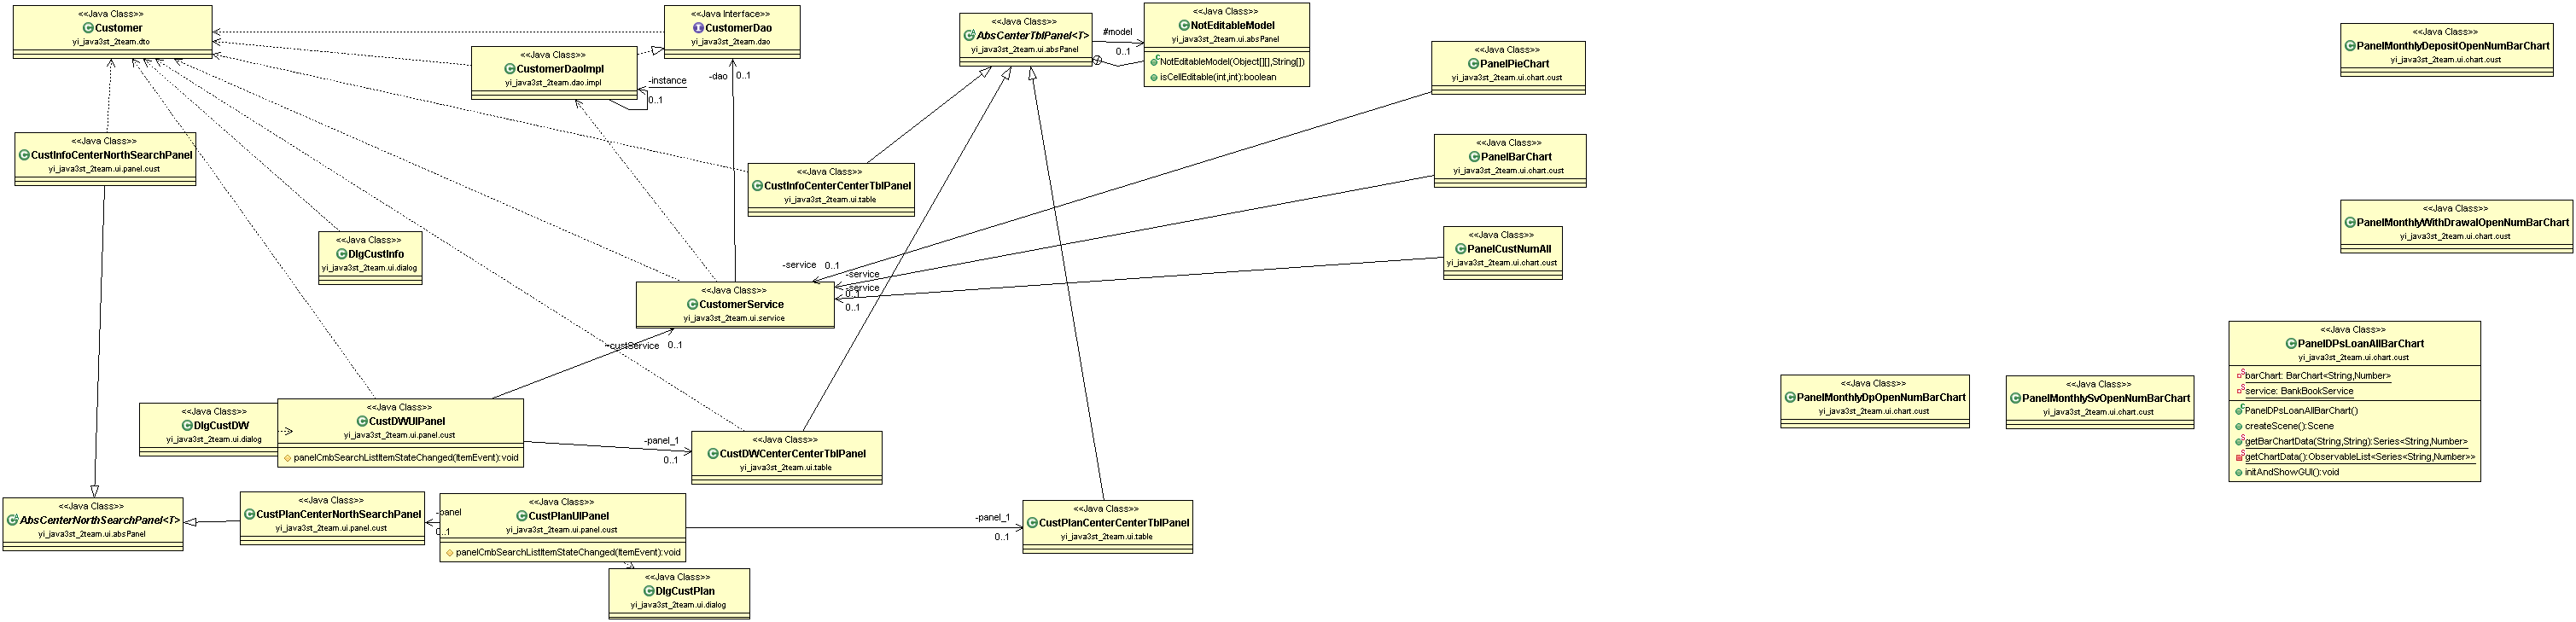 <<Java Class>>
Customer
yi_java3st_2team.dto
<<Java Interface>>
CustomerDao
yi_java3st_2team.dao
<<Java Class>>
CustomerDaoImpl
yi_java3st_2team.dao.impl
-instance
0..1
-dao
0..1
<<Java Class>>
AbsCenterTblPanel<T>
yi_java3st_2team.ui.absPanel
#model
0..1
<<Java Class>>
NotEditableModel
yi_java3st_2team.ui.absPanel
NotEditableModel(Object[][],String[])
isCellEditable(int,int):boolean
<<Java Class>>
PanelPieChart
yi_java3st_2team.ui.chart.cust
<<Java Class>>
PanelMonthlyDepositOpenNumBarChart
yi_java3st_2team.ui.chart.cust
<<Java Class>>
CustInfoCenterNorthSearchPanel
yi_java3st_2team.ui.panel.cust
<<Java Class>>
CustInfoCenterCenterTblPanel
yi_java3st_2team.ui.table
<<Java Class>>
PanelBarChart
yi_java3st_2team.ui.chart.cust
<<Java Class>>
PanelMonthlyWithDrawalOpenNumBarChart
yi_java3st_2team.ui.chart.cust
<<Java Class>>
DlgCustInfo
yi_java3st_2team.ui.dialog
<<Java Class>>
PanelCustNumAll
yi_java3st_2team.ui.chart.cust
-service
0..1
-service
0..1
-service
0..1
<<Java Class>>
CustomerService
yi_java3st_2team.ui.service
~custService
0..1
<<Java Class>>
PanelDPsLoanAllBarChart
yi_java3st_2team.ui.chart.cust
barChart: BarChart<String,Number>
service: BankBookService
PanelDPsLoanAllBarChart()
createScene():Scene
getBarChartData(String,String):Series<String,Number>
getChartData():ObservableList<Series<String,Number>>
initAndShowGUI():void
<<Java Class>>
PanelMonthlyDpOpenNumBarChart
yi_java3st_2team.ui.chart.cust
<<Java Class>>
PanelMonthlySvOpenNumBarChart
yi_java3st_2team.ui.chart.cust
<<Java Class>>
DlgCustDW
yi_java3st_2team.ui.dialog
<<Java Class>>
CustDWUIPanel
yi_java3st_2team.ui.panel.cust
panelCmbSearchListItemStateChanged(ItemEvent):void
-panel_1
0..1
<<Java Class>>
CustDWCenterCenterTblPanel
yi_java3st_2team.ui.table
<<Java Class>>
AbsCenterNorthSearchPanel<T>
yi_java3st_2team.ui.absPanel
<<Java Class>>
CustPlanCenterNorthSearchPanel
yi_java3st_2team.ui.panel.cust
-panel
0..1
<<Java Class>>
CustPlanUIPanel
yi_java3st_2team.ui.panel.cust
panelCmbSearchListItemStateChanged(ItemEvent):void
-panel_1
0..1
<<Java Class>>
CustPlanCenterCenterTblPanel
yi_java3st_2team.ui.table
<<Java Class>>
DlgCustPlan
yi_java3st_2team.ui.dialog